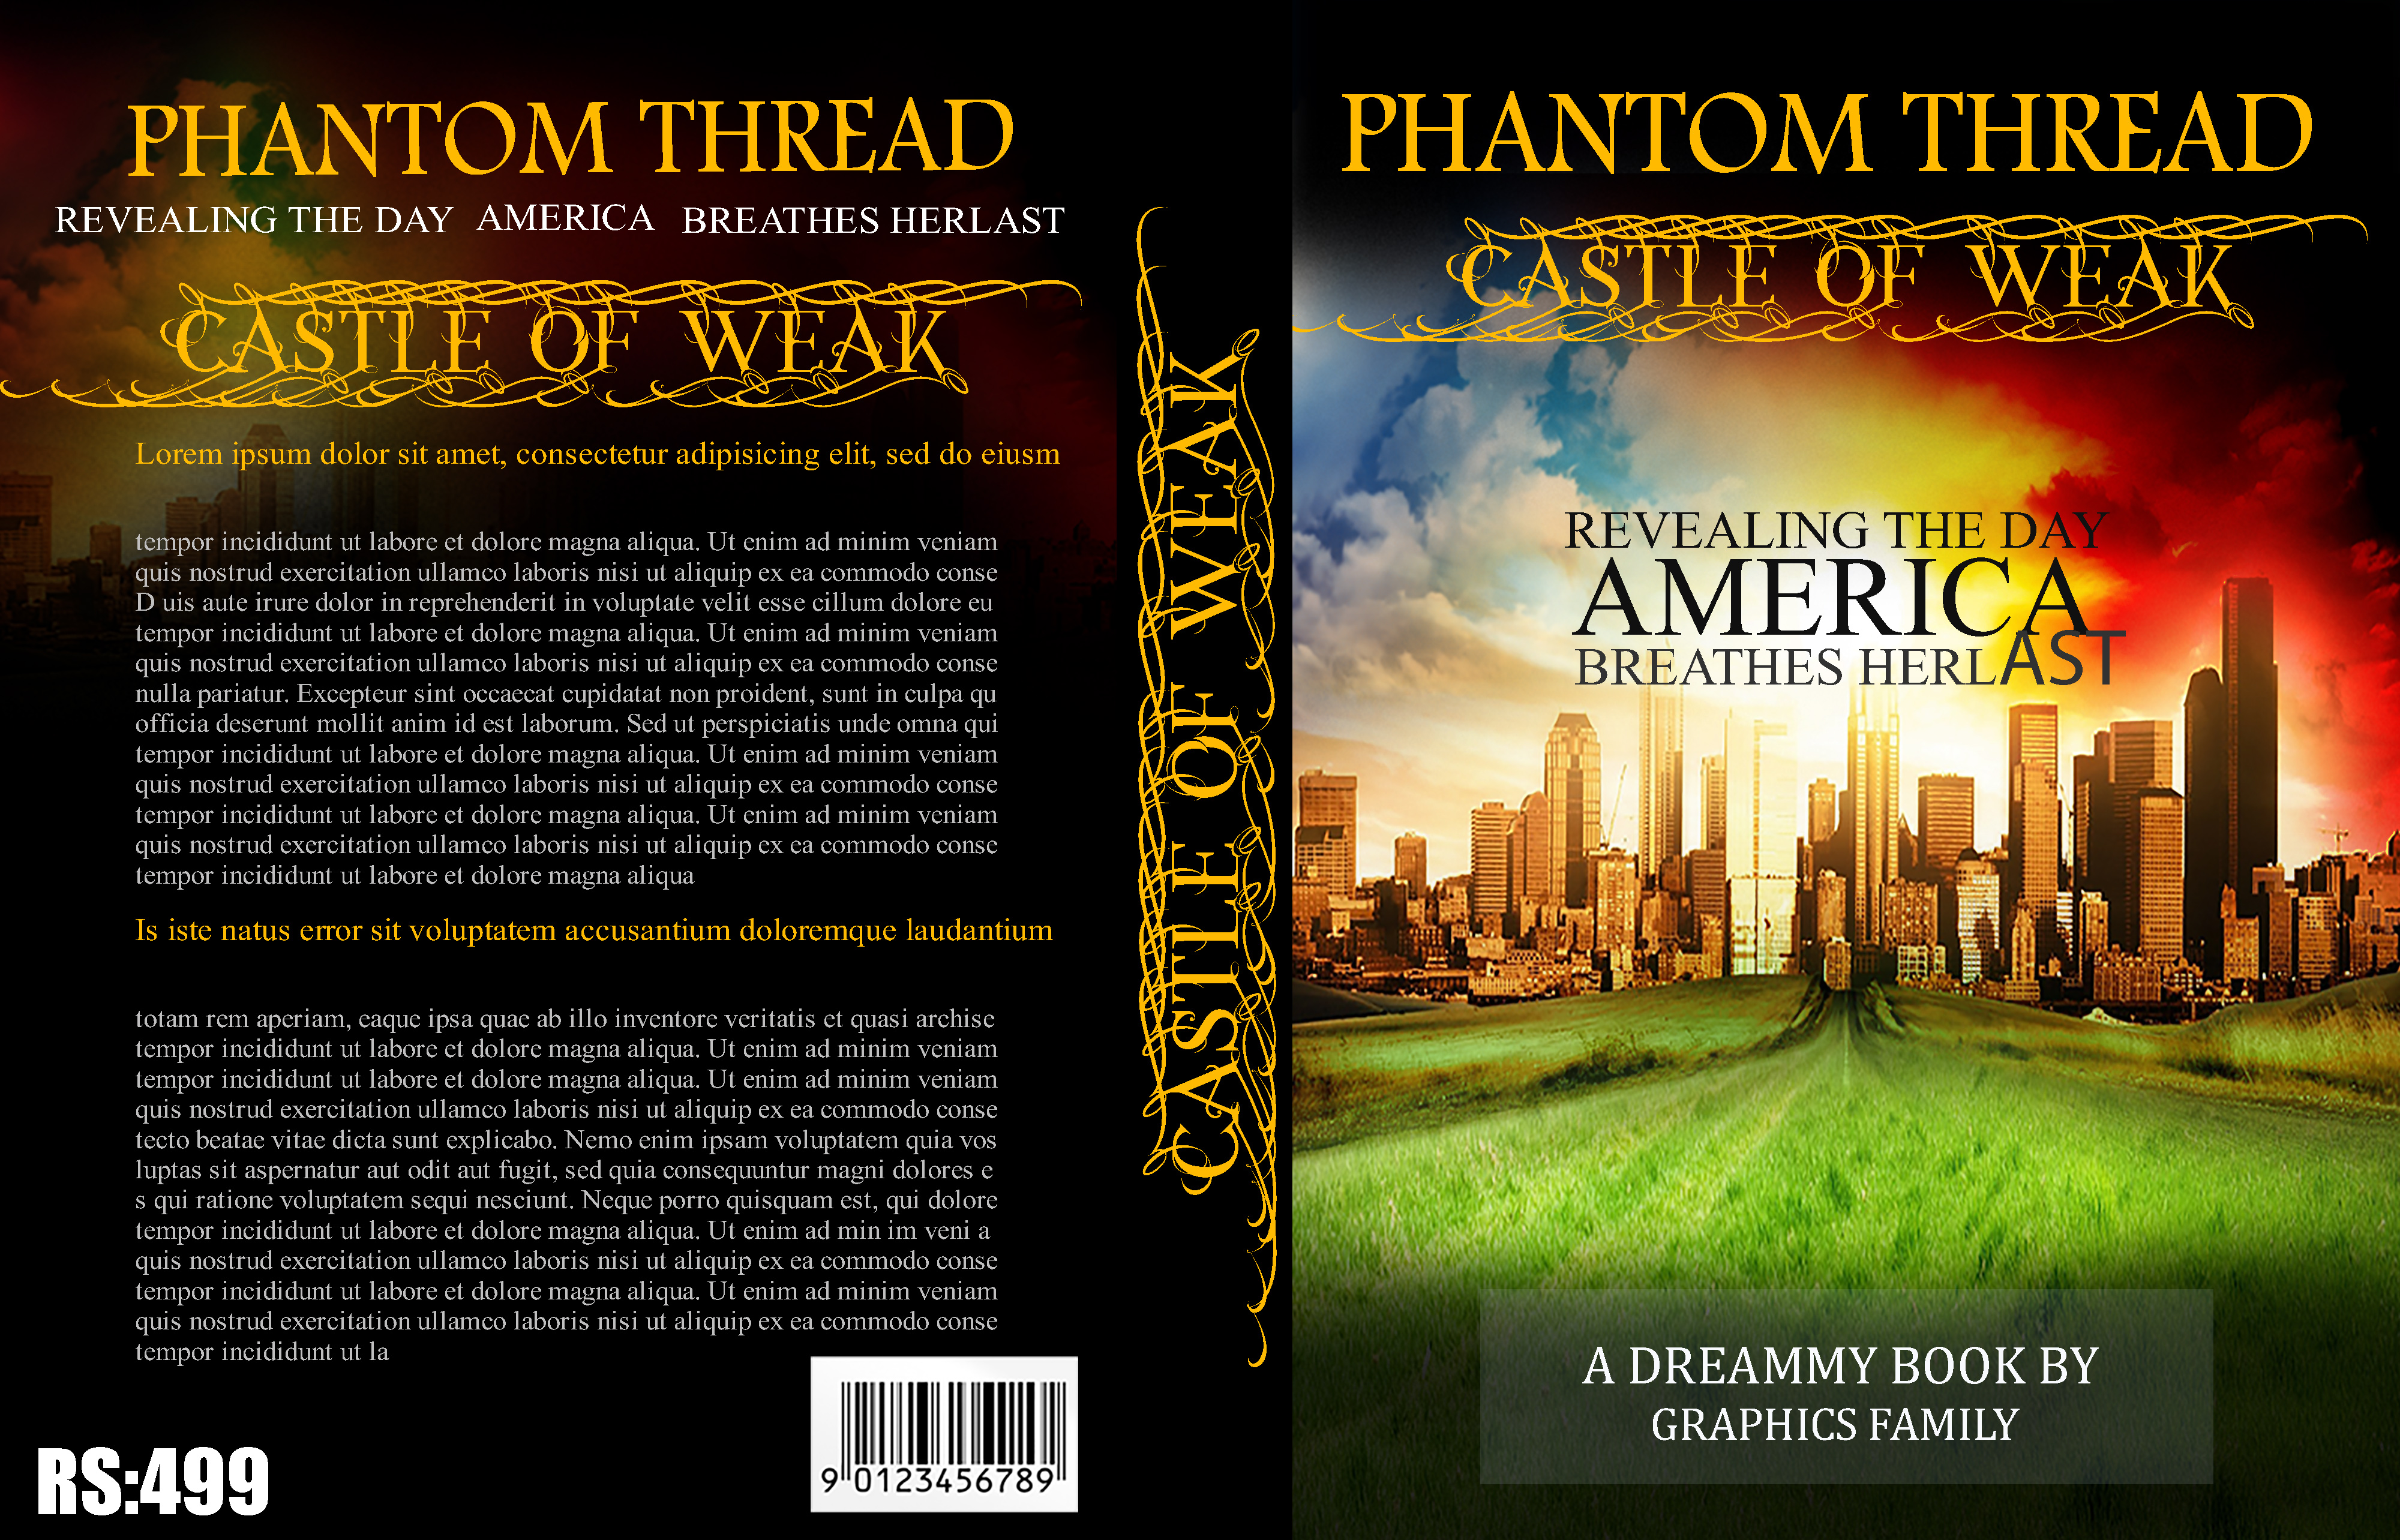 PHANTOM THREAD
REVEALING THE DAY AMERICA BREATHES HERLAST
CASTLE OF WEAK
Lorem ipsum dolor sit amet, consectetur adipisicing elit, sed do eiusm
tempor incididunt ut labore et dolore magna aliqua. Ut enim ad minim veniam
quis nostrud exercitation ullamco laboris nisi ut aliquip ex ea commodo conse
D uis aute irure dolor in reprehenderit in voluptate velit esse cillum dolore eu
tempor incididunt ut labore et dolore magna aliqua. Ut enim ad minim veniam
quis nostrud exercitation ullamco laboris nisi ut aliquip ex ea commodo conse
nulla pariatur. Excepteur sint occaecat cupidatat non proident, sunt in culpa qu
officia deserunt mollit anim id est laborum. Sed ut perspiciatis unde omna qui
tempor incididunt ut labore et dolore magna aliqua. Ut enim ad minim veniam
quis nostrud exercitation ullamco laboris nisi ut aliquip ex ea commodo conse
tempor incididunt ut labore et dolore magna aliqua. Ut enim ad minim veniam
quis nostrud exercitation ullamco laboris nisi ut aliquip ex ea commodo conse
tempor incididunt ut labore et dolore magna aliqua
Is iste natus error sit voluptatem accusantium doloremque laudantium
totam rem aperiam, eaque ipsa quae ab illo inventore veritatis et quasi archise
tempor incididunt ut labore et dolore magna aliqua. Ut enim ad minim veniam
tempor incididunt ut labore et dolore magna aliqua. Ut enim ad minim veniam
quis nostrud exercitation ullamco laboris nisi ut aliquip ex ea commodo conse
tecto beatae vitae dicta sunt explicabo. Nemo enim ipsam voluptatem quia vos
luptas sit aspernatur aut odit aut fugit, sed quia consequuntur magni dolores e
s qui ratione voluptatem sequi nesciunt. Neque porro quisquam est, qui dolore
tempor incididunt ut labore et dolore magna aliqua. Ut enim ad min im veni a
quis nostrud exercitation ullamco laboris nisi ut aliquip ex ea commodo conse
tempor incididunt ut labore et dolore magna aliqua. Ut enim ad minim veniam
quis nostrud exercitation ullamco laboris nisi ut aliquip ex ea commodo conse
tempor incididunt ut la
RS:499
9 0123456789
CASTLE OF WEAK
PHANTOM THREAD
CASTLE OF WEAK
REVEALING THE DAY
AMERICA
BREATHES HERLAST
A DREAMMY BOOK BY
GRAPHICS FAMILY